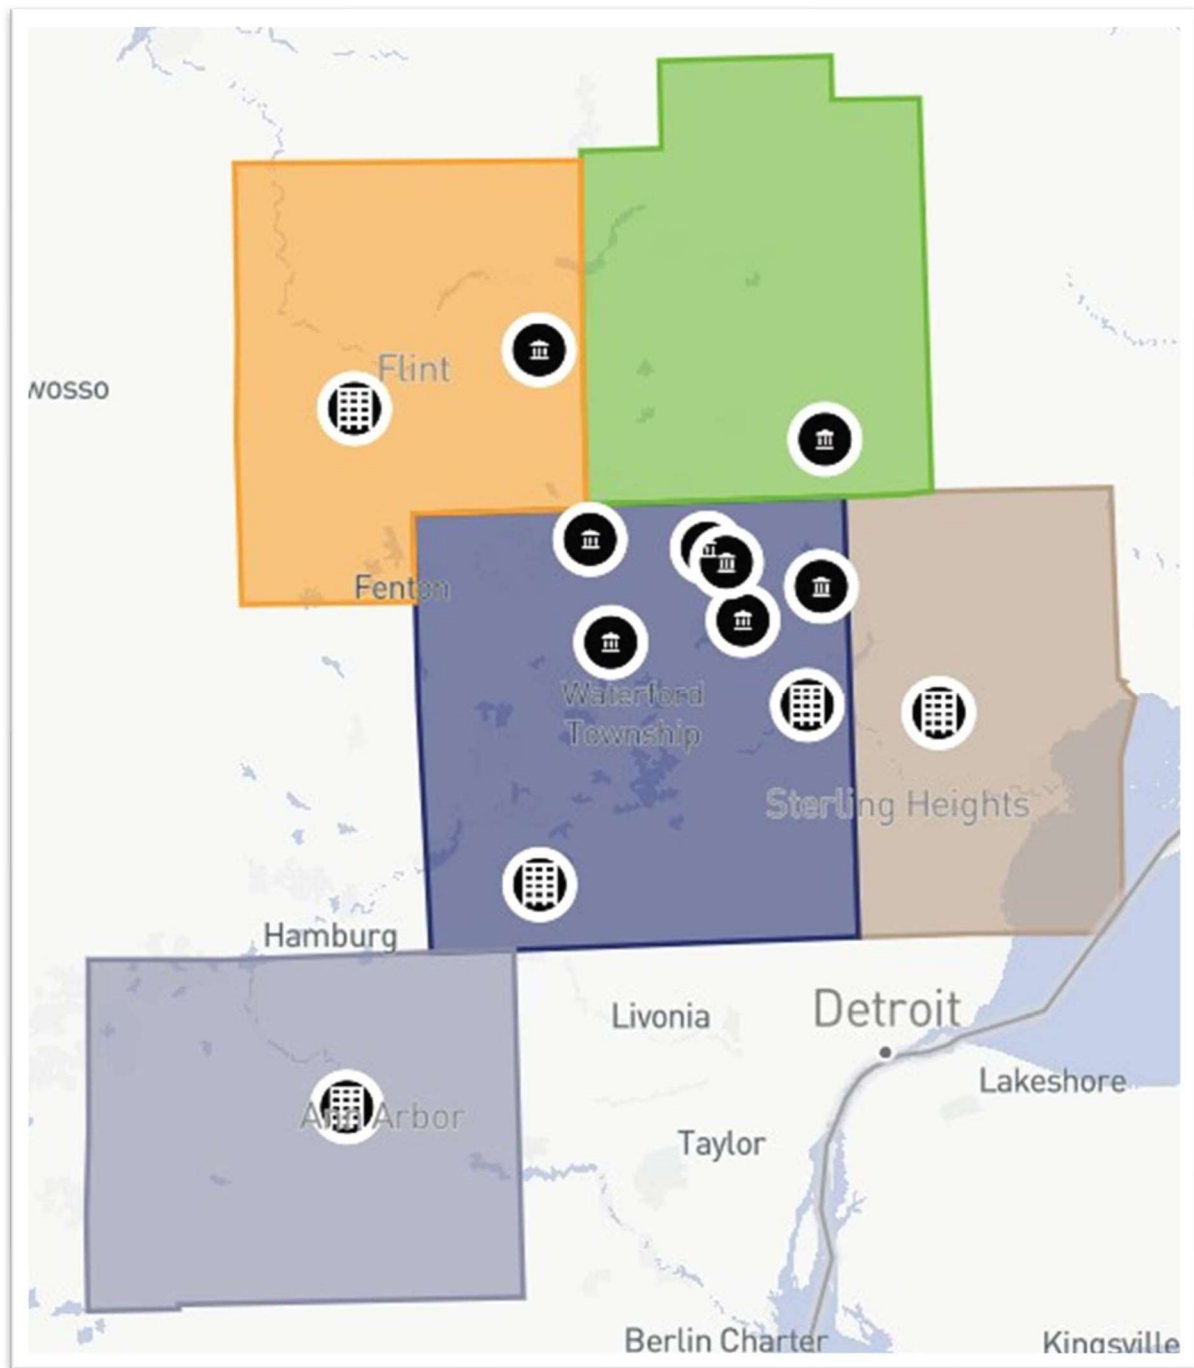 Flint
wosso
Fenton
Waterford
Township
Sterling Heights
Hamburg
Livonia
Detroit
Lakeshore
Ann Arbor
Taylor
Berlin Charter
Kingsville